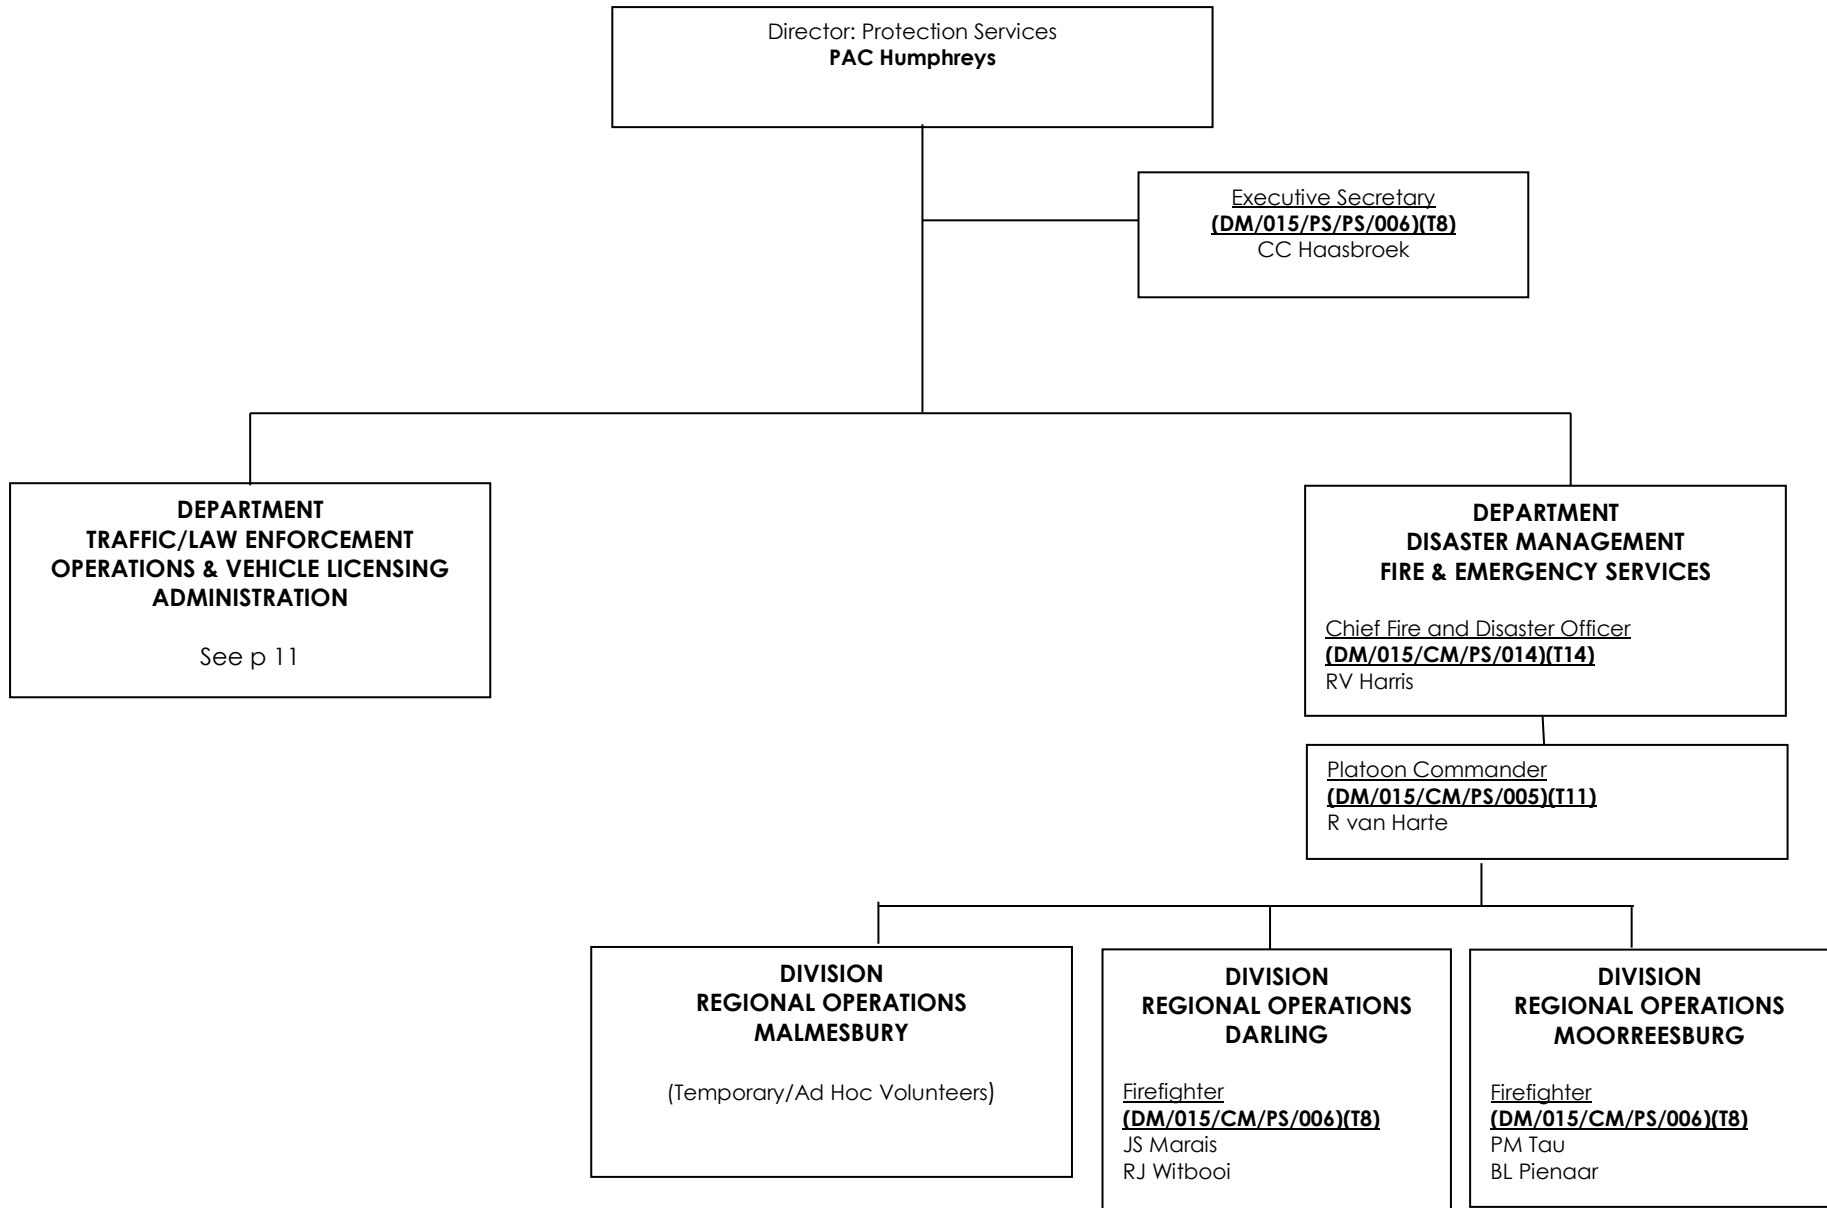 Director: Protection Services
PAC Humphreys
Executive Secretary
(DM/015/PS/PS/006)(T8)
CC Haasbroek
DEPARTMENT
TRAFFIC/LAW ENFORCEMENT
OPERATIONS & VEHICLE LICENSING
ADMINISTRATION
See p 11
DEPARTMENT
DISASTER MANAGEMENT
FIRE & EMERGENCY SERVICES
Chief Fire and Disaster Officer
(DM/015/CM/PS/014)(T14)
RV Harris
Platoon Commander
(DM/015/CM/PS/005)(T11)
R van Harte
DIVISION
REGIONAL OPERATIONS
MALMESBURY
(Temporary/Ad Hoc Volunteers)
DIVISION
REGIONAL OPERATIONS
DARLING
Firefighter
(DM/015/CM/PS/006)(T8)
JS Marais
RJ Witbooi
DIVISION
REGIONAL OPERATIONS
MOORREESBURG
Firefighter
(DM/015/CM/PS/006)(T8)
PM Tau
BL Pienaar